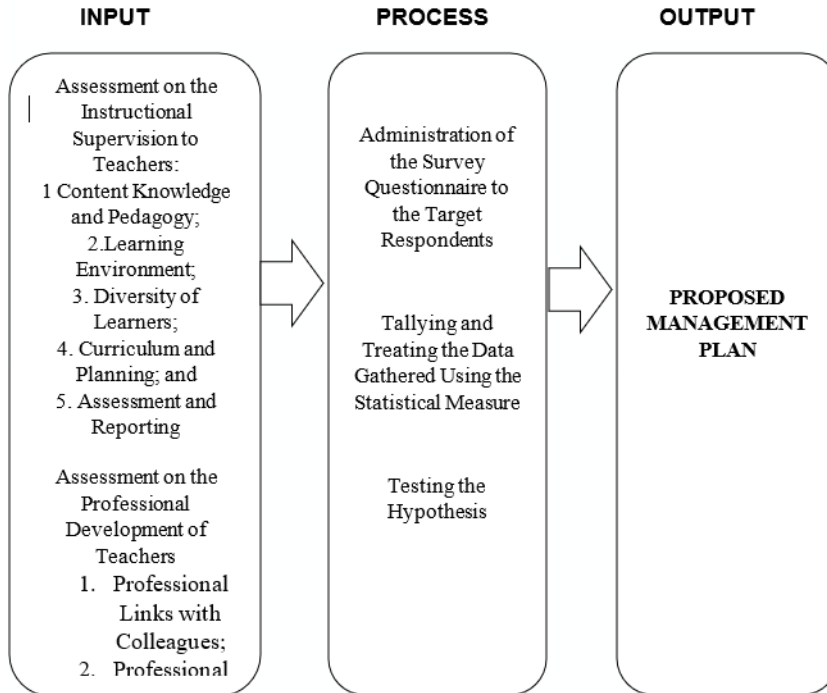 INPUT
PROCESS
OUTPUT
Assessment on the
Instructional
Supervision to
Teachers:
1 Content Knowledge
and Pedagogy;
2.Learning
Environment;
3. Diversity of
Learners;
4. Curriculum and
Planning; and
5. Assessment and
Reporting
Assessment on the
Professional
Development of
Teachers
1. Professional
Links with
Colleagues;
2. Professional
Administration of
the Survey
Questionnaire to
the Target
Respondents
Tallying and
Treating the Data
Gathered Using the
Statistical Measure
Testing the
Hypothesis
PROPOSED
MANAGEMENT
PLAN